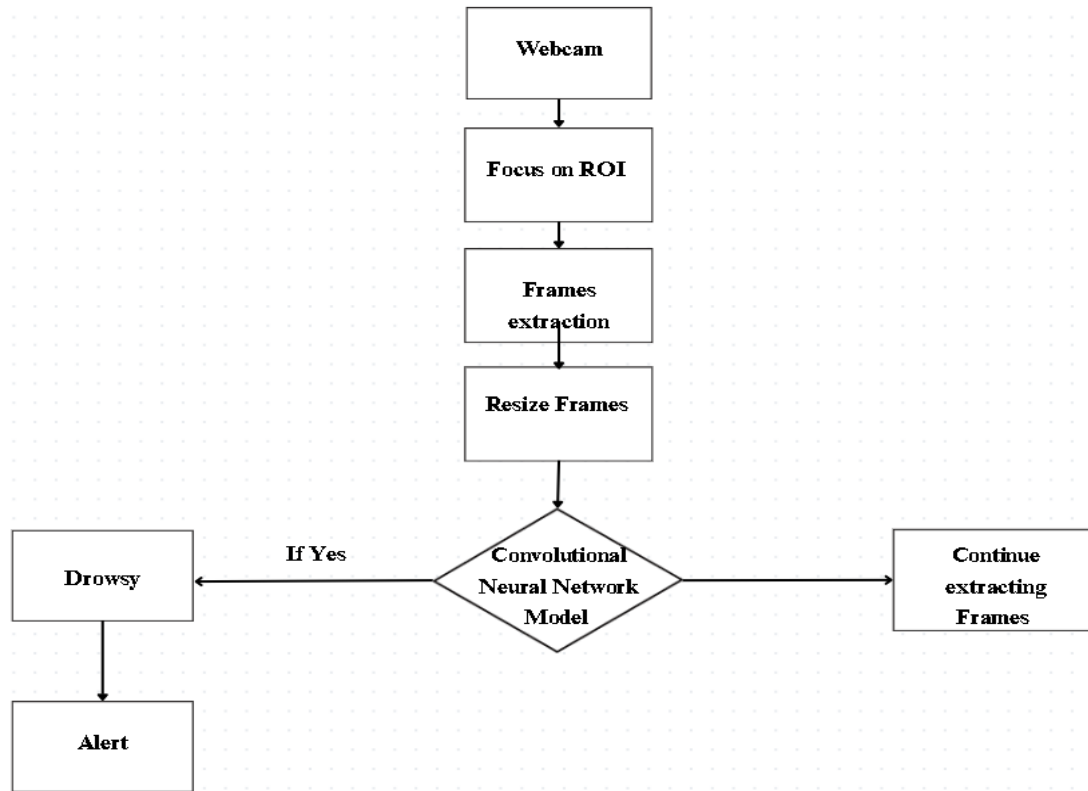 Webcam
Focus on ROI
Frames
extraction
Resize Frames
If Yes
Drowsy
Convolutional
Neural Network
Model
Continue
extracting
Frames
Alert